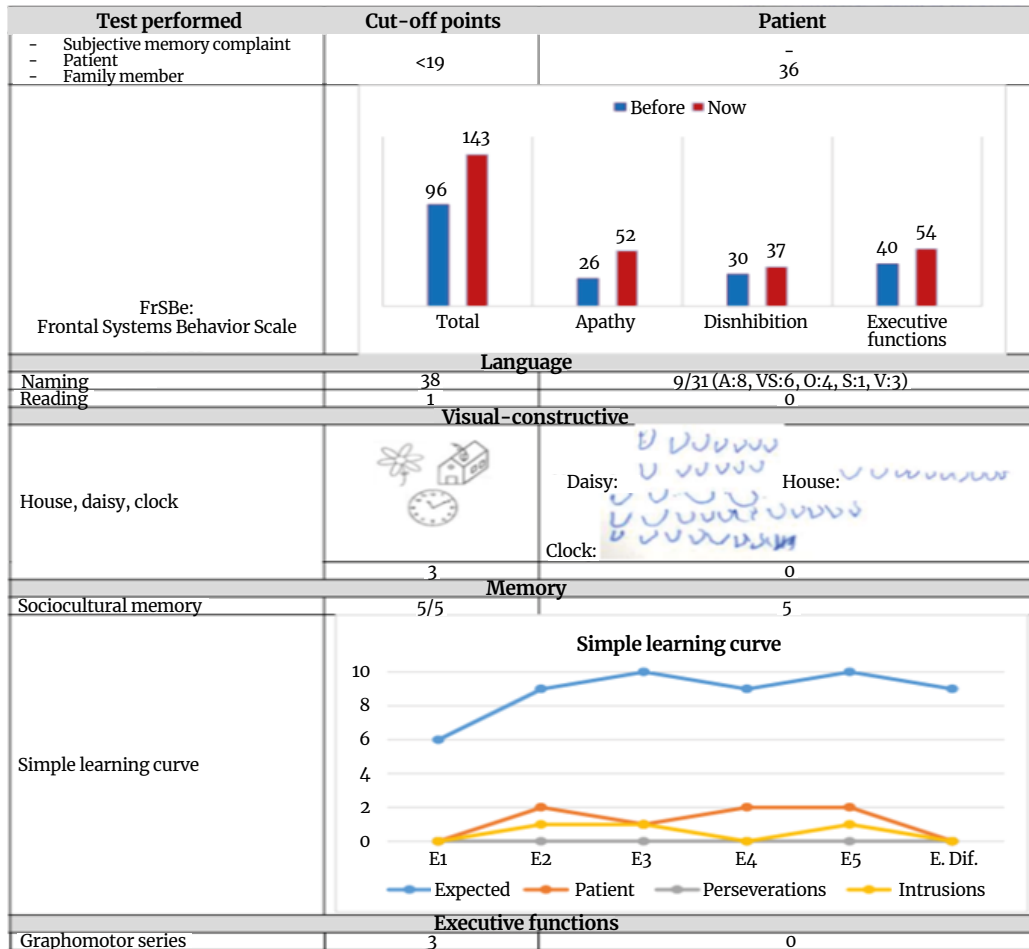 Test performed Cut-off points Patient
- Subjective memory complaint
- Patient
- Family member
<19
-
36
FrSBe:
Frontal Systems Behavior Scale
Before Now
96
143
26
52
30
37
40
54
Total Apathy Disnhibition Executive
functions
Language
Naming 38 9/31 (A:8, VS:6, O:4, S:1, V:3)
Reading 1 0
Visual-constructive
House, daisy, clock
Daisy: House:
Clock:
3 0
Memory
Sociocultural memory 5/5 5
Simple learning curve
Simple learning curve
10
8
6
4
2
0
E1 E2 E3 E4 E5 E. Dif.
Expected Patient Perseverations Intrusions
Executive functions
Graphomotor series 3 0